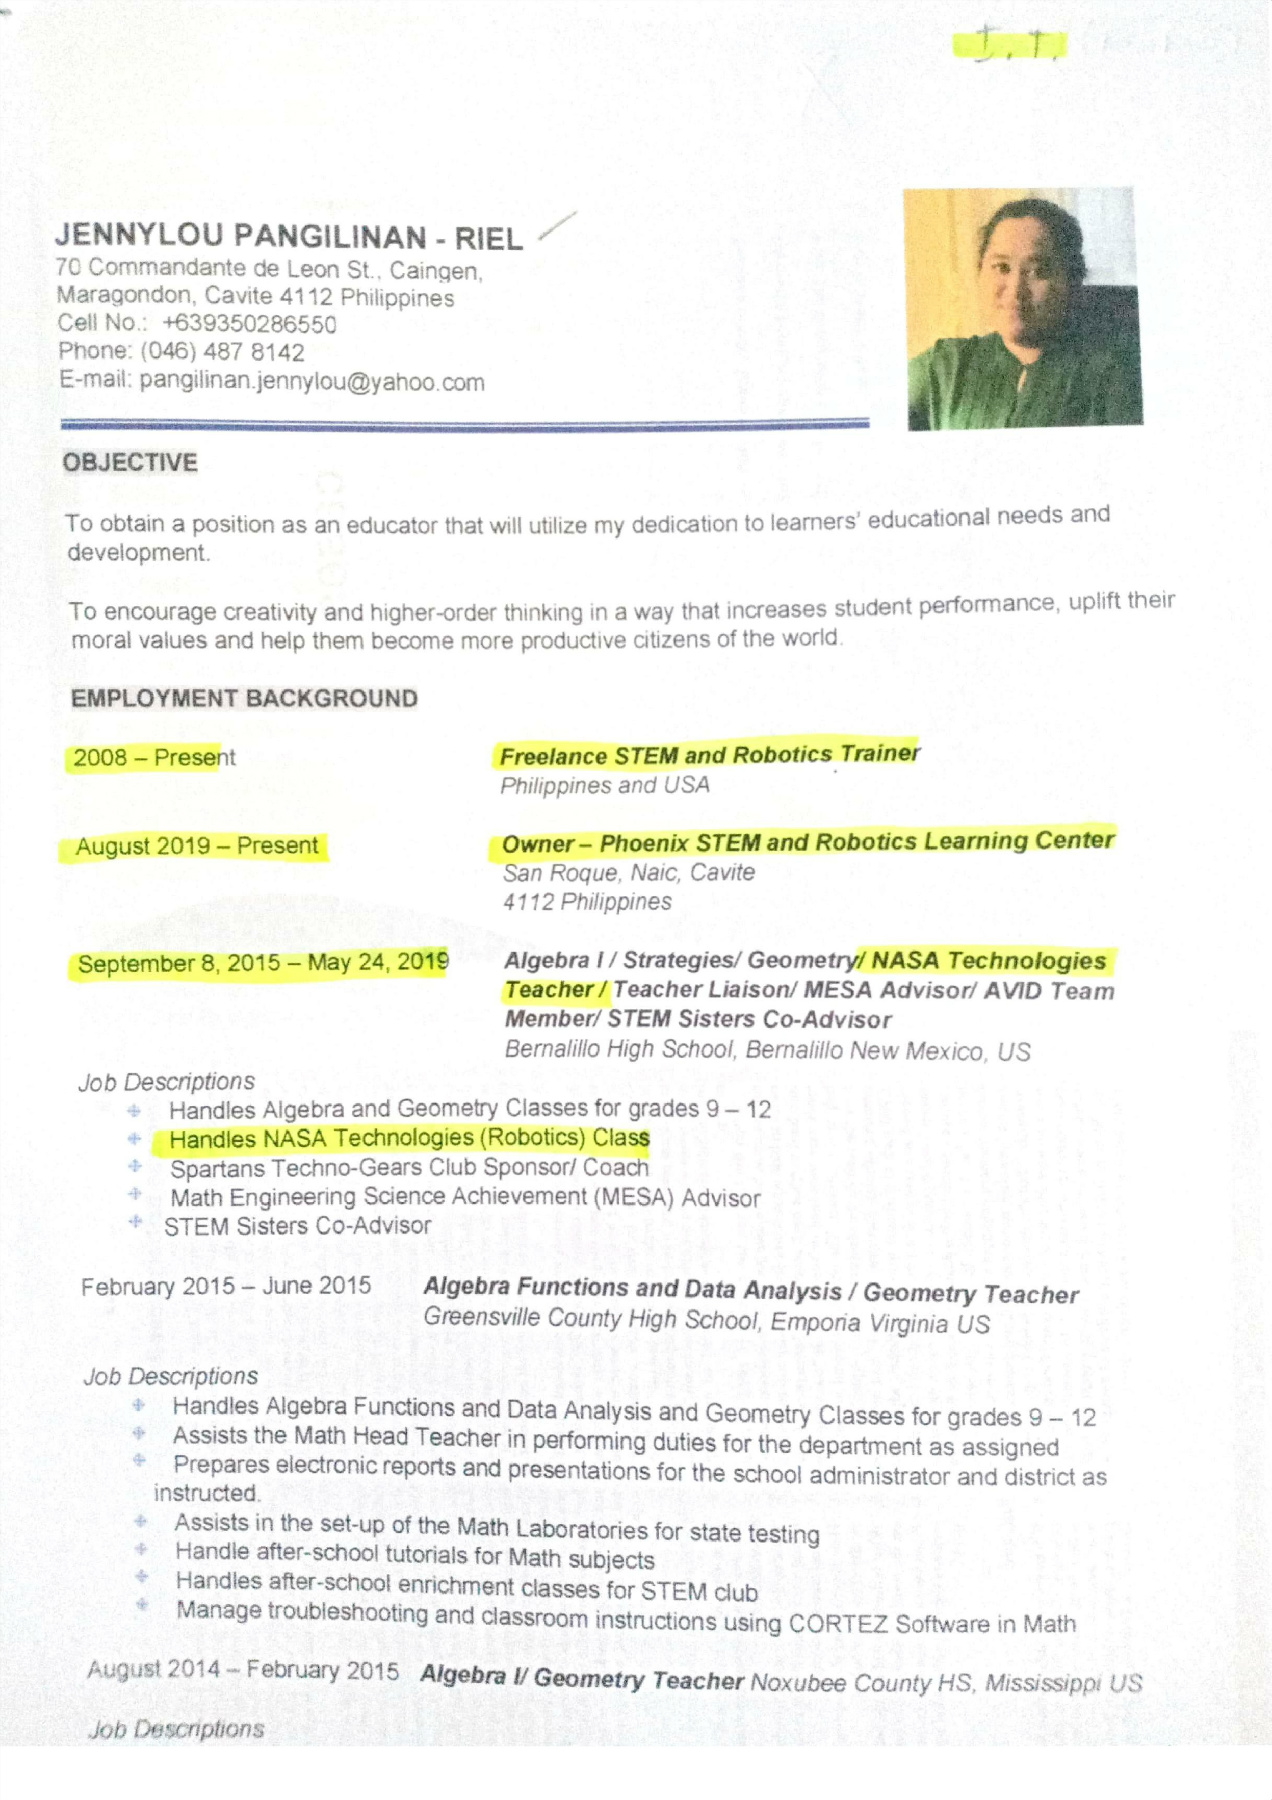 J. T.
JENNYLOU PANGILINAN - RIEL
70 Commandante de Leon St., Caingen,
Maragondon, Cavite 4112 Philippines
Cell No.: +639350286550
Phone: (046) 487 8142
E-mail: pangilinan.jennylou@yahoo.com
OBJECTIVE
To obtain a position as an educator that will utilize my dedication to learners' educational needs and
development.
To encourage creativity and higher-order thinking in a way that increases student performance, uplift their
moral values and help them become more productive citizens of the world.
EMPLOYMENT BACKGROUND
2008 – Present Freelance STEM and Robotics Trainer
Philippines and USA
August 2019 – Present Owner – Phoenix STEM and Robotics Learning Center
San Roque, Naic, Cavite
4112 Philippines
September 8, 2015 – May 24, 2019 Algebra I / Strategies/ Geometry/ NASA Technologies
Teacher / Teacher Liaison/ MESA Advisor/ AVID Team
Member/ STEM Sisters Co-Advisor
Bernalillo High School, Bernalillo New Mexico, US
Job Descriptions
Handles Algebra and Geometry Classes for grades 9 – 12
Handles NASA Technologies (Robotics) Class
Spartans Techno-Gears Club Sponsor/ Coach
Math Engineering Science Achievement (MESA) Advisor
STEM Sisters Co-Advisor
February 2015 – June 2015 Algebra Functions and Data Analysis / Geometry Teacher
Greensville County High School, Emporia Virginia US
Job Descriptions
Handles Algebra Functions and Data Analysis and Geometry Classes for grades 9 – 12
Assists the Math Head Teacher in performing duties for the department as assigned
Prepares electronic reports and presentations for the school administrator and district as
instructed.
Assists in the set-up of the Math Laboratories for state testing
Handle after-school tutorials for Math subjects
Handles after-school enrichment classes for STEM club
Manage troubleshooting and classroom instructions using CORTEZ Software in Math
August 2014 – February 2015 Algebra I/ Geometry Teacher Noxubee County HS, Mississippi US
Job Descriptions